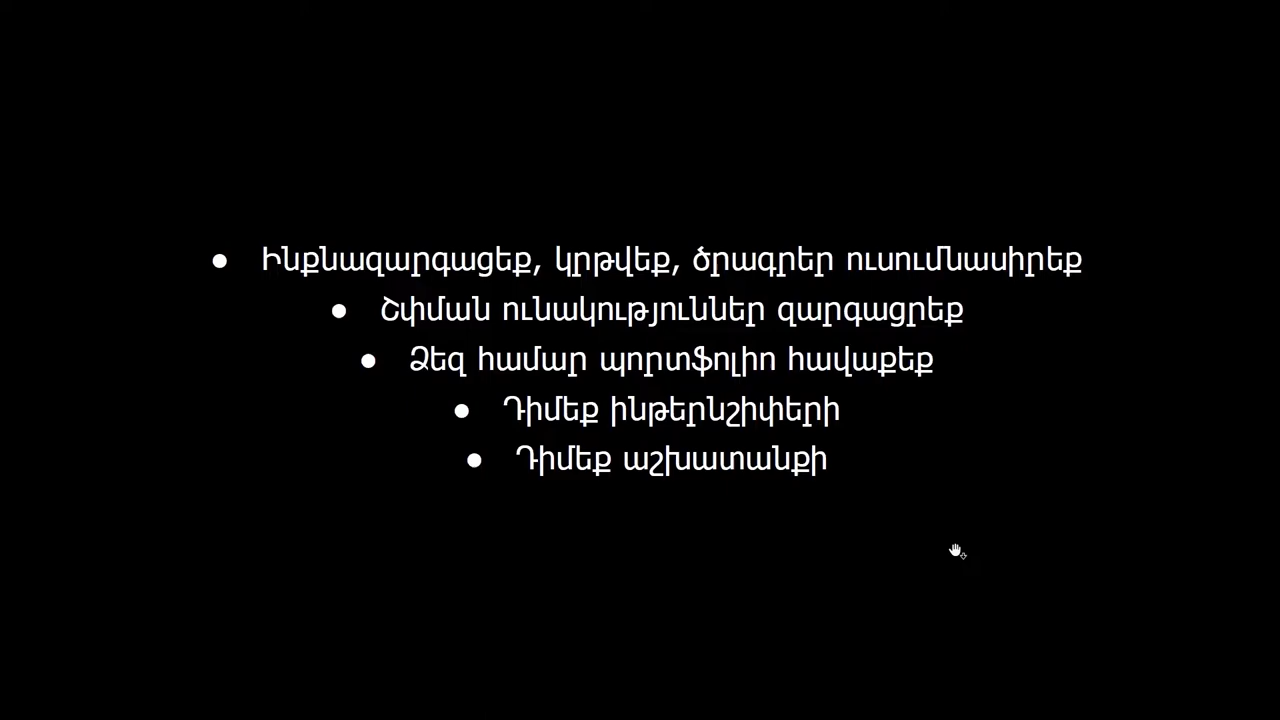 ● Ինքնազարգացեք, կրթվեք, ծրագրեր ուսումնասիրեք
● Շփման ունակություններ զարգացրեք
● Ձեզ համար պորտֆոլիո հավաքեք
● Դիմեք ինթերնշիփերի
● Դիմեք աշխատանքի